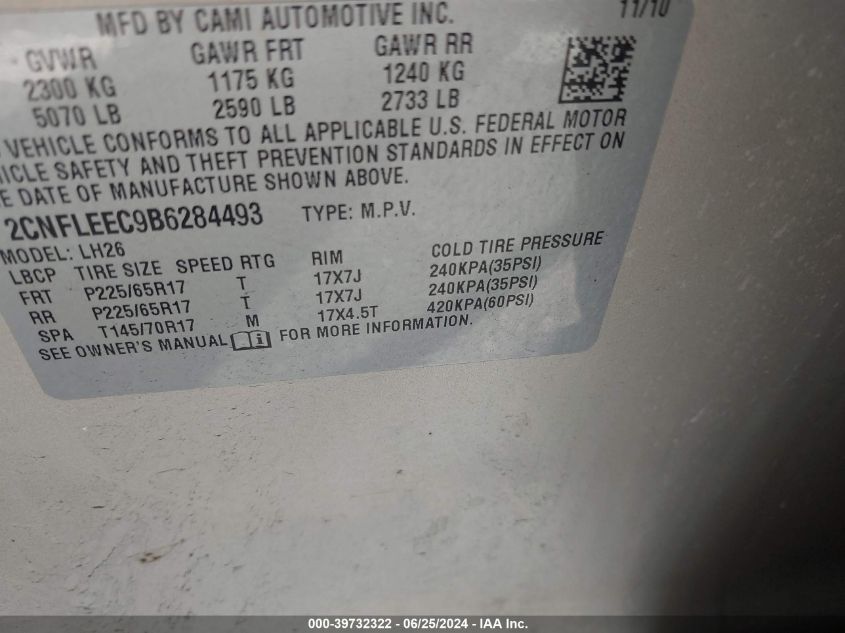 MFD BY CAMI AUTOMOTIVE INC. 11/10
GVWR GAWR FRT GAWR RR
2300 KG 1175 KG 1240 KG
5070 LB 2590 LB 2733 LB
VEHICLE CONFORMS TO ALL APPLICABLE U.S. FEDERAL MOTOR
SAFETY AND THEFT PREVENTION STANDARDS IN EFFECT ON
DATE OF MANUFACTURE SHOWN ABOVE.
2CNFLEEC9B6284493 TYPE: M.P.V.
MODEL: LH26
LBCP TIRE SIZE SPEED RTG RIM COLD TIRE PRESSURE
FRT P225/65R17 T 17X7J 240KPA(35PSI)
RR P225/65R17 T 17X7J 240KPA(35PSI)
SPA T145/70R17 M 17X4.5T 420KPA(60PSI)
SEE OWNER'S MANUAL FOR MORE INFORMATION.
000-39732322 - 06/25/2024 - IAA Inc.